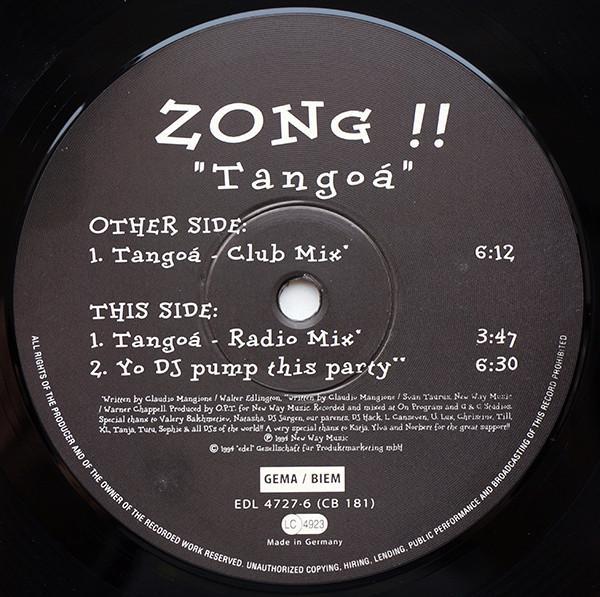 ZONG !!
"Tangoá"
OTHER SIDE:
1. Tangoá - Club Mix* 6:12
THIS SIDE:
1. Tangoá - Radio Mix* 3:47
2. Yo DJ pump this party** 6:30
*Written by Claudio Mangione / Walter Edlington, **written by Claudio Mangione / Svan Taurus, New Way Music
/ Warner Chappell. Produced by O.P.T. for New Way Music Recorded and mixed at On Program and G & C Studios.
Special thanx to Valery Bakhmerjew, Natasha, DJ Jürgen, our parents, DJ Hack, L. Canseven, U. Lux, Christine, Till,
XL, Tanja, Tura, Sophie & all DJ's of the world!! A very special thanx to Katja, Ylva and Norbert for the great support!!
℗ 1994 New Way Music
© 1994 "edel" Gesellschaft für Produktmarketing mbH
GEMA / BIEM
EDL 4727-6 (CB 181)
LC 4923
Made in Germany
ALL RIGHTS OF THE PRODUCER AND OF THE OWNER OF THE RECORDED WORK RESERVED. UNAUTHORIZED COPYING, HIRING, LENDING, PUBLIC PERFORMANCE AND BROADCASTING OF THIS RECORD PROHIBITED